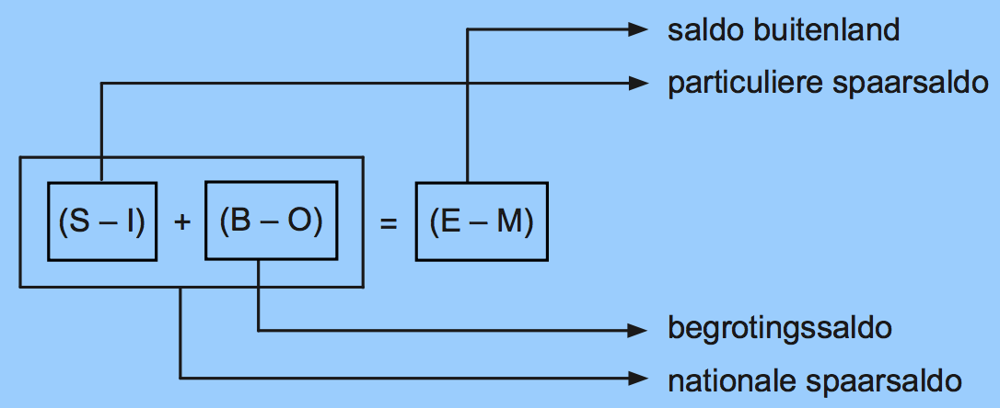 saldo buitenland
particuliere spaarsaldo
(S – I) + (B – O) = (E – M)
begrotingssaldo
nationale spaarsaldo